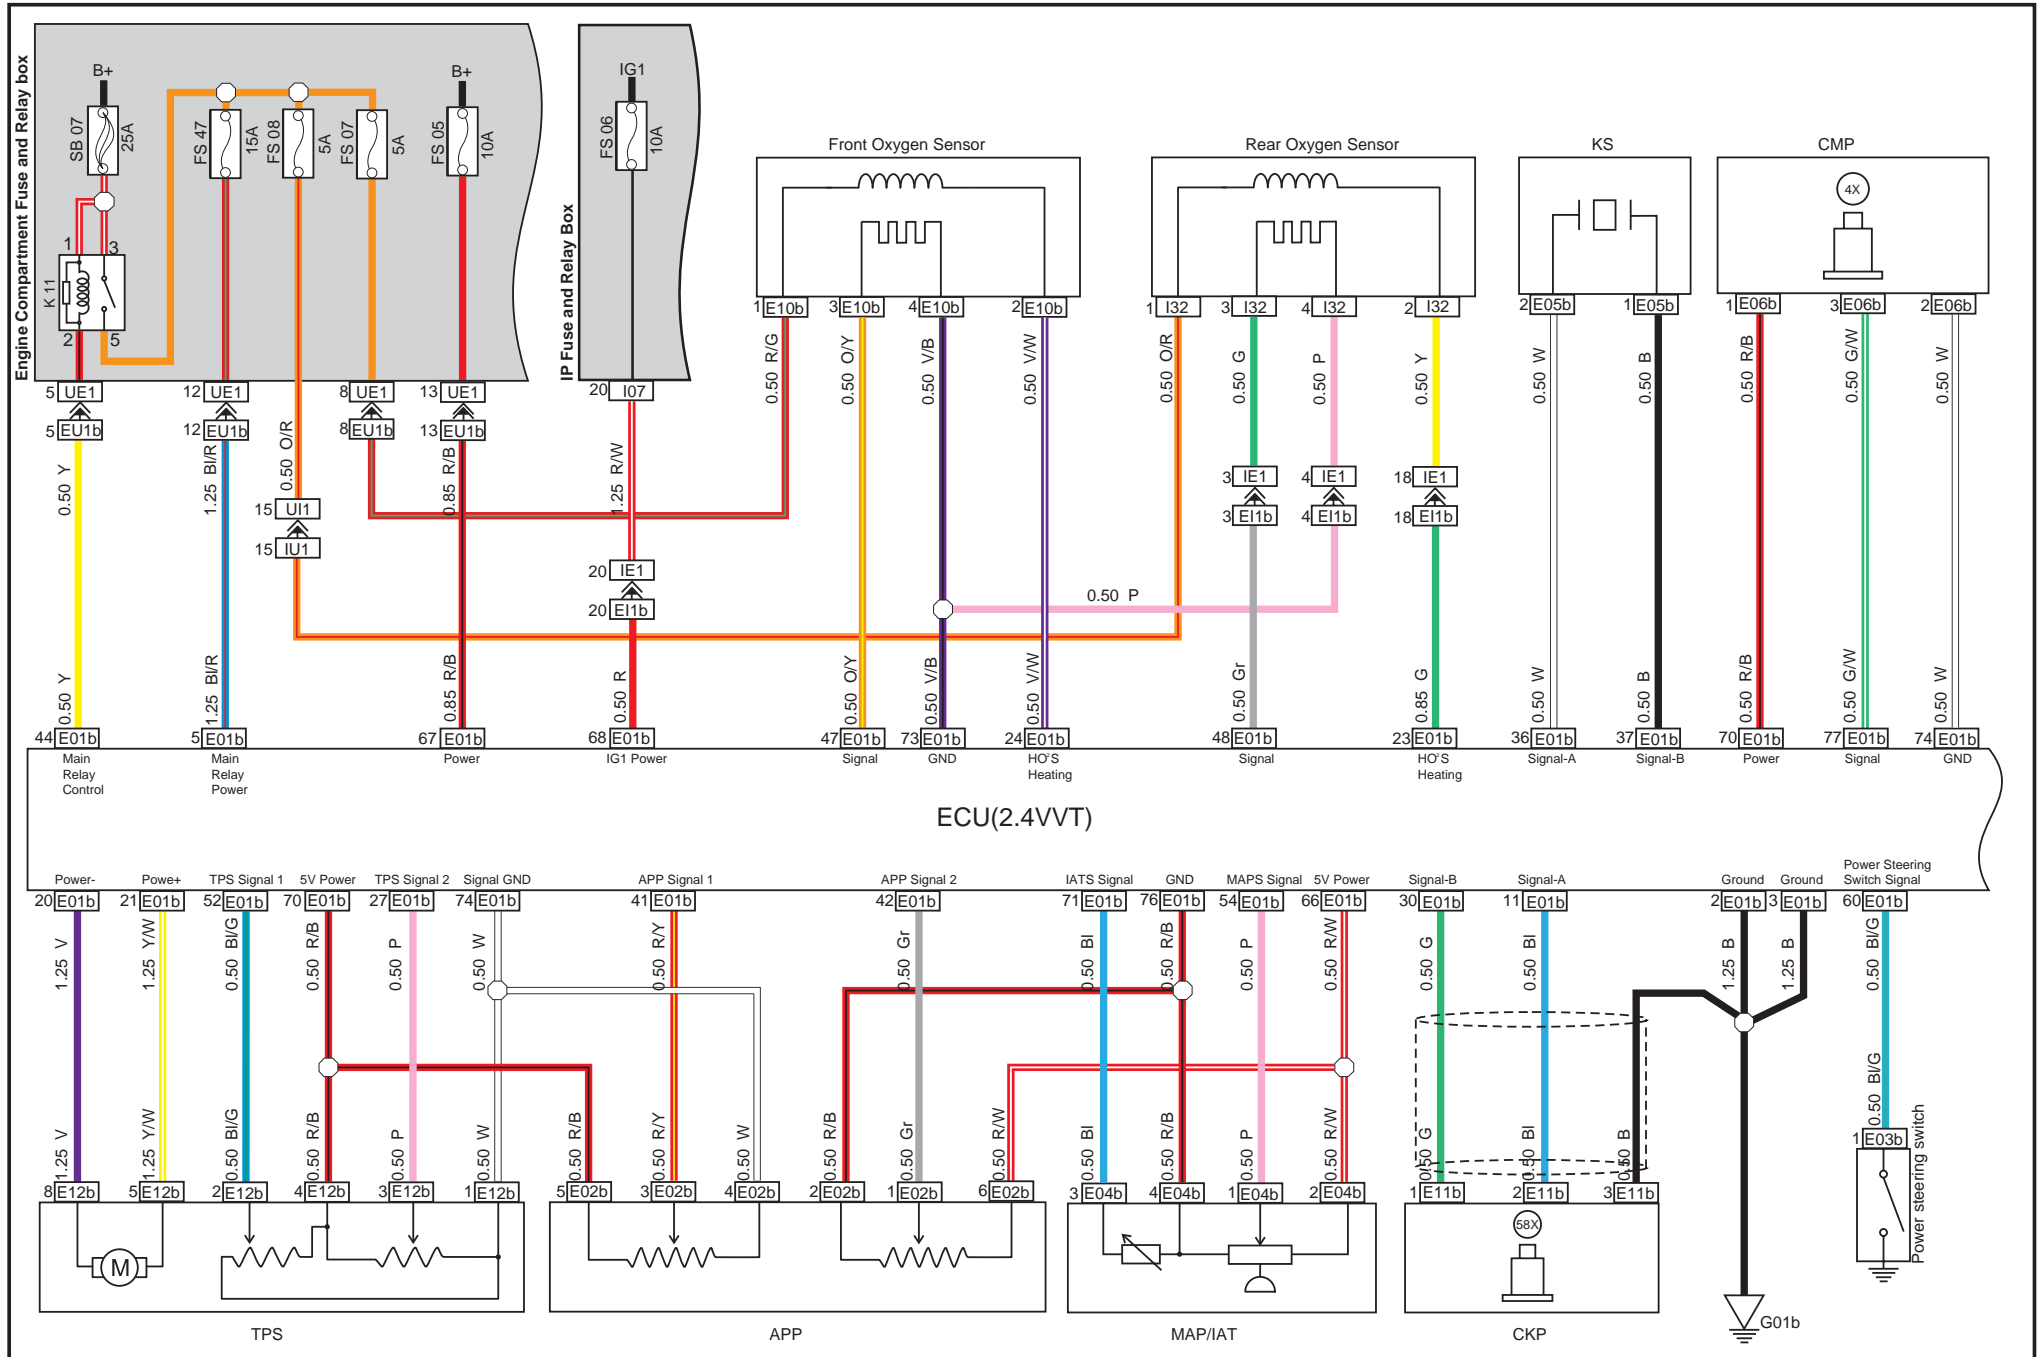 Engine Compartment Fuse and Relay box
B+
SB 07
25A
FS 47
15A
FS 08
5A
FS 07
5A
B+
FS 05
10A
1
3
K 11
2
5
IP Fuse and Relay Box
IG1
FS 06
10A
Front Oxygen Sensor
Rear Oxygen Sensor
KS
CMP
4X
5 UE1
12 UE1
8 UE1
13 UE1
20 I07
1 E10b
3 E10b
4 E10b
2 E10b
1 I32
3 I32
4 I32
2 I32
2 E05b
1 E05b
1 E06b
3 E06b
2 E06b
5 EU1b
12 EU1b
8 EU1b
13 EU1b
0.50 Y
1.25 Bl/R
0.50 O/R
0.85 R/B
1.25 R/W
0.50 R/G
0.50 O/Y
0.50 V/B
0.50 V/W
0.50 O/R
0.50 G
0.50 P
0.50 Y
0.50 W
0.50 B
0.50 R/B
0.50 G/W
0.50 W
15 UI1
15 IU1
3 IE1
4 IE1
18 IE1
3 EI1b
4 EI1b
18 EI1b
20 IE1
20 EI1b
0.50 P
0.50 Y
1.25 Bl/R
0.85 R/B
0.50 R
0.50 O/Y
0.50 V/B
0.50 V/W
0.50 Gr
0.85 G
0.50 W
0.50 B
0.50 R/B
0.50 G/W
0.50 W
44 E01b
5 E01b
67 E01b
68 E01b
47 E01b
73 E01b
24 E01b
48 E01b
23 E01b
36 E01b
37 E01b
70 E01b
77 E01b
74 E01b
Main
Relay
Control
Main
Relay
Power
Power
IG1 Power
Signal
GND
HO²S
Heating
Signal
HO²S
Heating
Signal-A
Signal-B
Power
Signal
GND
ECU(2.4VVT)
Power-
Powe+
TPS Signal 1
5V Power
TPS Signal 2
Signal GND
APP Signal 1
APP Signal 2
IATS Signal
GND
MAPS Signal
5V Power
Signal-B
Signal-A
Ground
Ground
Power Steering
Switch Signal
20 E01b
21 E01b
52 E01b
70 E01b
27 E01b
74 E01b
41 E01b
42 E01b
71 E01b
76 E01b
54 E01b
66 E01b
30 E01b
11 E01b
2 E01b
3 E01b
60 E01b
1.25 V
1.25 Y/W
0.50 Bl/G
0.50 R/B
0.50 P
0.50 W
0.50 R/Y
0.50 Gr
0.50 Bl
0.50 R/B
0.50 P
0.50 R/W
0.50 G
0.50 Bl
1.25 B
1.25 B
0.50 Bl/G
1.25 V
1.25 Y/W
0.50 Bl/G
0.50 R/B
0.50 P
0.50 W
0.50 R/B
0.50 R/Y
0.50 W
0.50 R/B
0.50 Gr
0.50 R/W
0.50 Bl
0.50 R/B
0.50 P
0.50 R/W
0.50 G
0.50 Bl
0.50 B
0.50 Bl/G
8 E12b
5 E12b
2 E12b
4 E12b
3 E12b
1 E12b
5 E02b
3 E02b
4 E02b
2 E02b
1 E02b
6 E02b
3 E04b
4 E04b
1 E04b
2 E04b
1 E11b
2 E11b
3 E11b
1 E03b
Power steering switch
M
58X
G01b
TPS
APP
MAP/IAT
CKP